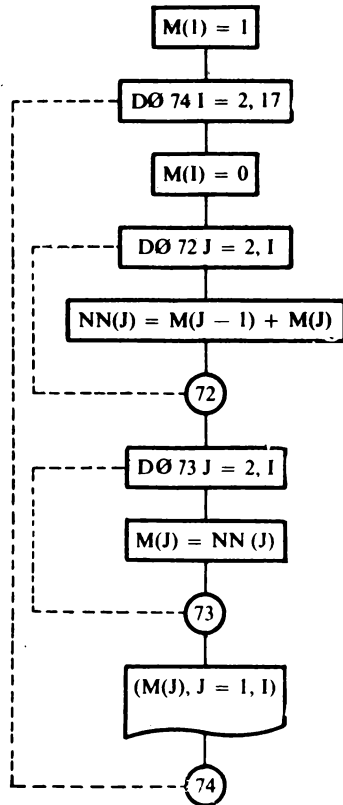 M(1) = 1
DØ 74 I = 2, 17
M(I) = 0
DØ 72 J = 2, I
NN(J) = M(J − 1) + M(J)
72
DØ 73 J = 2, I
M(J) = NN (J)
73
(M(J), J = 1, I)
74